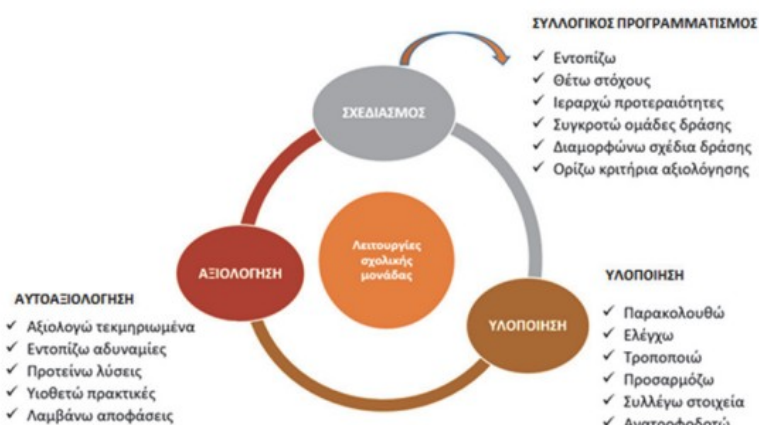 ΣΥΛΛΟΓΙΚΟΣ ΠΡΟΓΡΑΜΜΑΤΙΣΜΟΣ
✓ Εντοπίζω
✓ Θέτω στόχους
✓ Ιεραρχώ προτεραιότητες
✓ Συγκροτώ ομάδες δράσης
✓ Διαμορφώνω σχέδια δράσης
✓ Ορίζω κριτήρια αξιολόγησης
ΣΧΕΔΙΑΣΜΟΣ
Λειτουργίες
σχολικής
μονάδας
ΑΞΙΟΛΟΓΗΣΗ
ΥΛΟΠΟΙΗΣΗ
ΑΥΤΟΑΞΙΟΛΟΓΗΣΗ
✓ Αξιολογώ τεκμηριωμένα
✓ Εντοπίζω αδυναμίες
✓ Προτείνω λύσεις
✓ Υιοθετώ πρακτικές
✓ Λαμβάνω αποφάσεις
ΥΛΟΠΟΙΗΣΗ
✓ Παρακολουθώ
✓ Ελέγχω
✓ Τροποποιώ
✓ Προσαρμόζω
✓ Συλλέγω στοιχεία
✓ Ανατροφοδοτώ